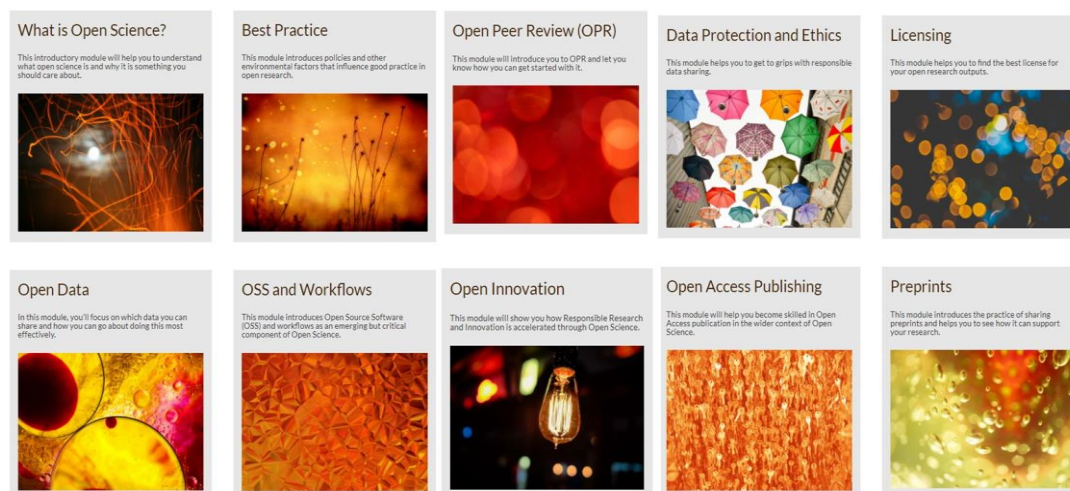 What is Open Science?
This introductory module will help you to understand
what open science is and why it is something you
should care about.
Best Practice
This module introduces policies and other
environmental factors that influence good practice in
open research.
Open Peer Review (OPR)
This module will introduce you to OPR and let you
know how you can get started with it.
Data Protection and Ethics
This module helps you to get to grips with responsible
data sharing.
Licensing
This module helps you to find the best license for
your open research outputs.
Open Data
In this module, you'll focus on which data you can
share and how you can go about doing this most
effectively.
OSS and Workflows
This module introduces Open Source Software
(OSS) and workflows as an emerging but critical
component of Open Science.
Open Innovation
This module will show you how Responsible Research
and Innovation is accelerated through Open Science.
Open Access Publishing
This module will help you become skilled in Open
Access publication in the wider context of Open
Science.
Preprints
This module introduces the practice of sharing
preprints and helps you to see how it can support
your research.